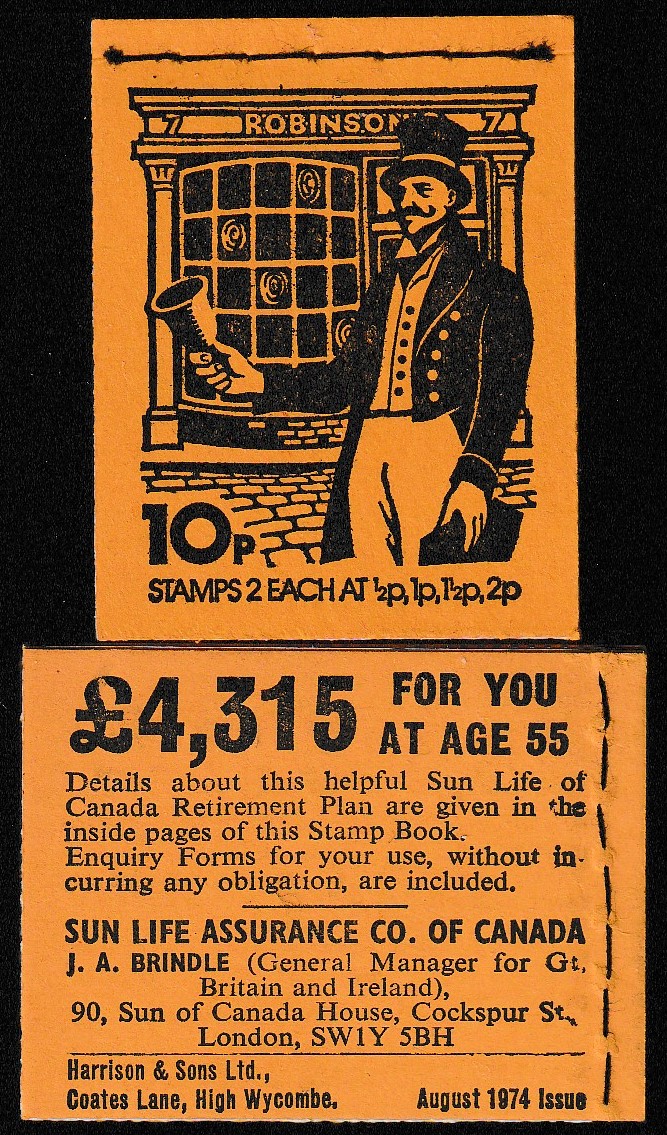 7 ROBINSON 7
10p
STAMPS 2 EACH AT ½p, 1p, 1½p, 2p
£4,315 FOR YOU
AT AGE 55
Details about this helpful Sun Life of
Canada Retirement Plan are given in the
inside pages of this Stamp Book.
Enquiry Forms for your use, without in-
curring any obligation, are included.
SUN LIFE ASSURANCE CO. OF CANADA
J. A. BRINDLE (General Manager for Gt.
Britain and Ireland),
90, Sun of Canada House, Cockspur St.,
London, SW1Y 5BH
Harrison & Sons Ltd.,
Coates Lane, High Wycombe. August 1974 Issue